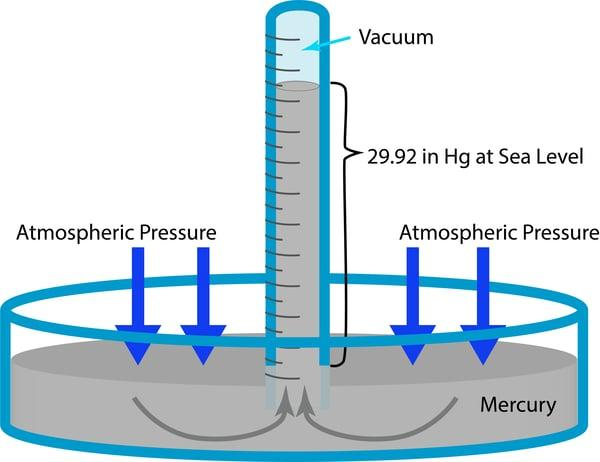 Vacuum
29.92 in Hg at Sea Level
Atmospheric Pressure
Atmospheric Pressure
Mercury